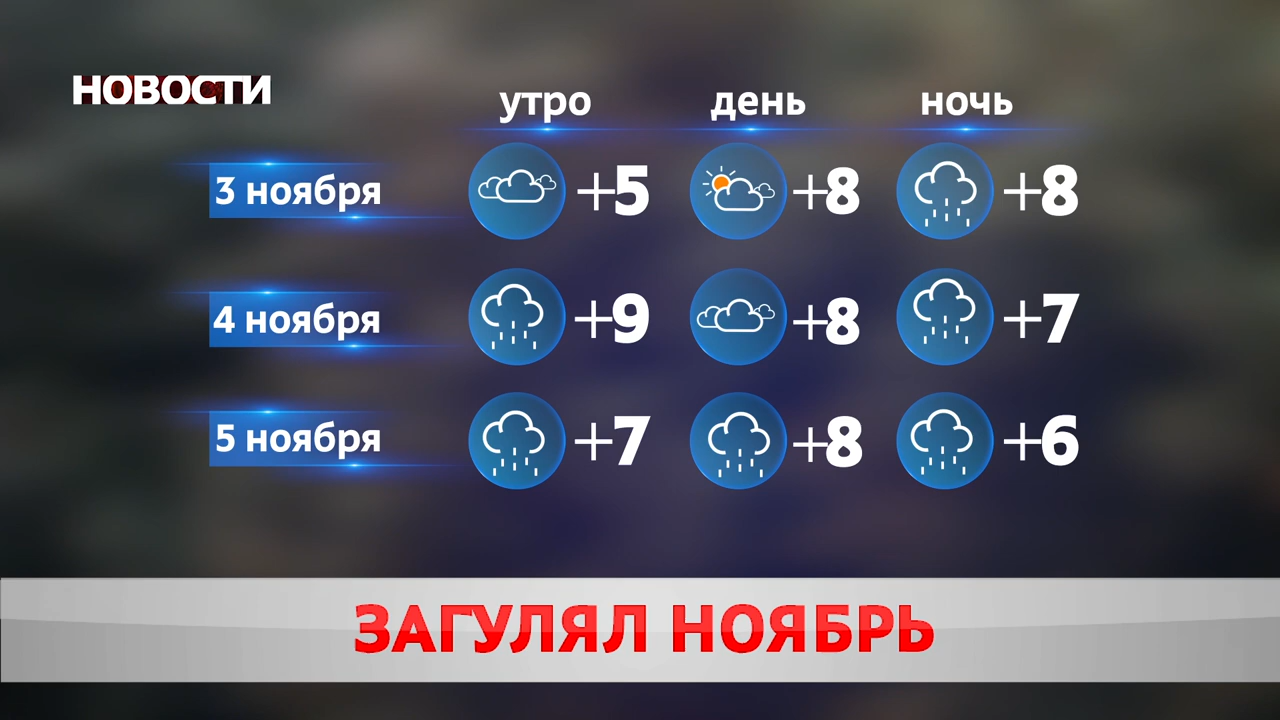 НОВОСТИ
утро день ночь
3 ноября +5 +8 +8
4 ноября +9 +8 +7
5 ноября +7 +8 +6
ЗАГУЛЯЛ НОЯБРЬ